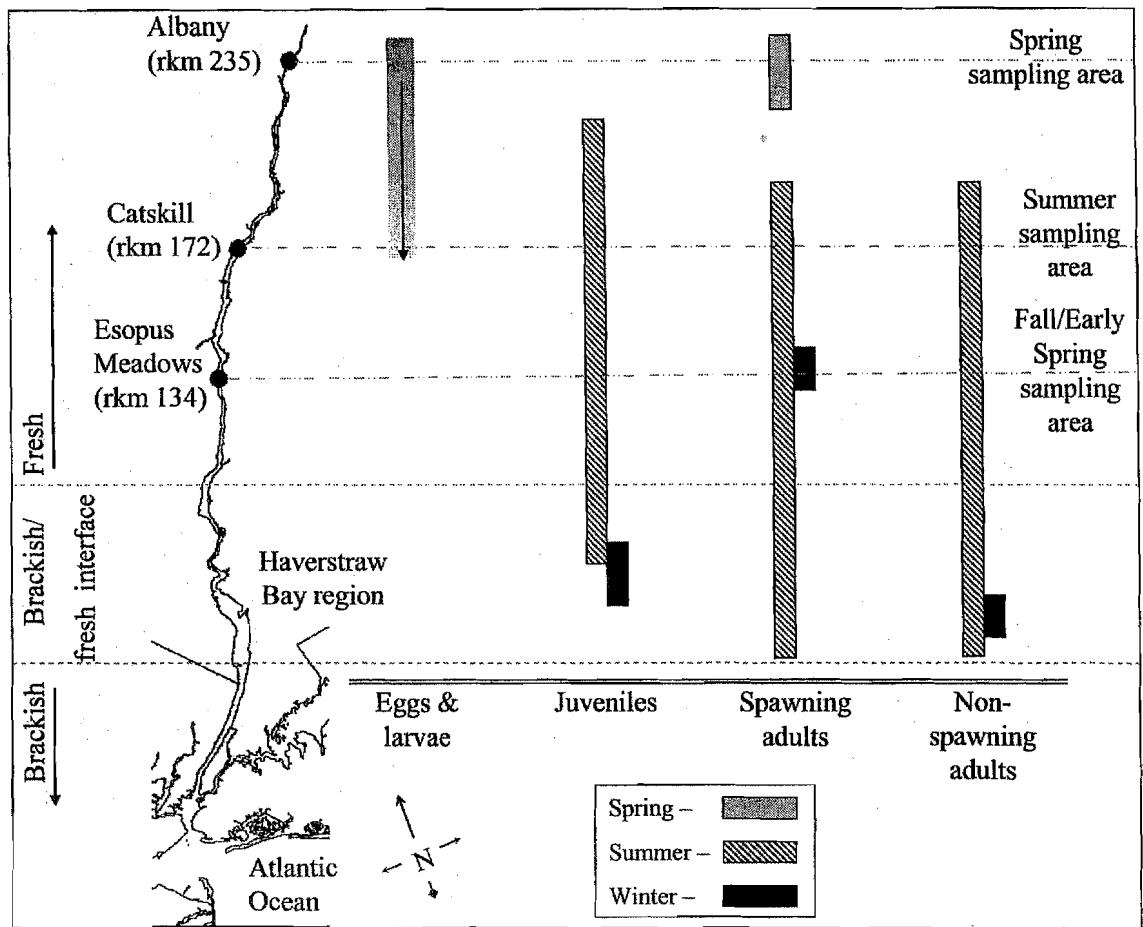 Albany
(rkm 235)
Spring
sampling area
Catskill
(rkm 172)
Summer
sampling
area
Esopus
Meadows
(rkm 134)
Fall/Early
Spring
sampling
area
Fresh
Brackish/
fresh interface
Haverstraw
Bay region
Brackish
Eggs &
larvae
Juveniles
Spawning
adults
Non-
spawning
adults
Spring –
Summer –
Winter –
N
Atlantic
Ocean